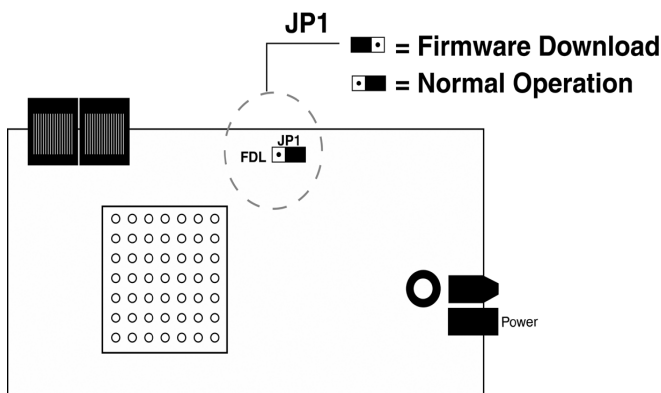 JP1
= Firmware Download
= Normal Operation
JP1
FDL
Power